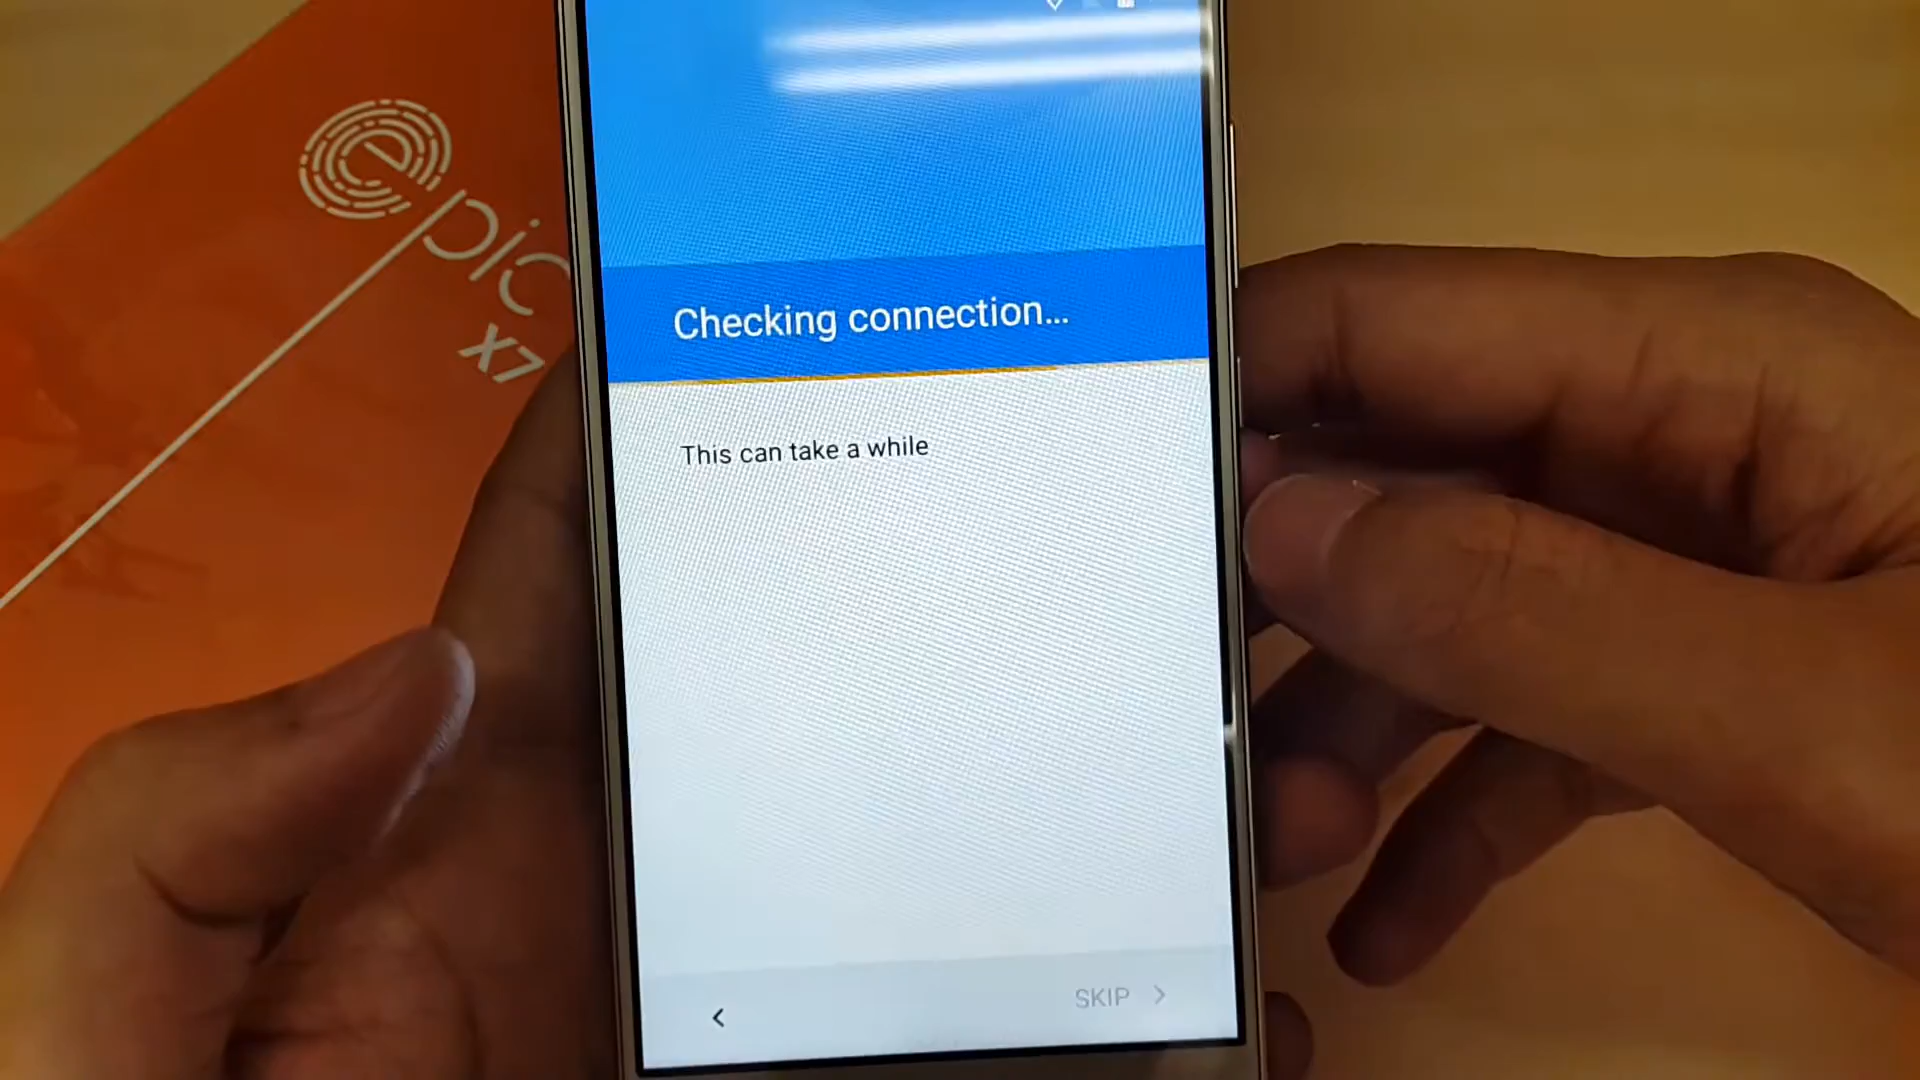 epic
X7
Checking connection...
This can take a while
SKIP